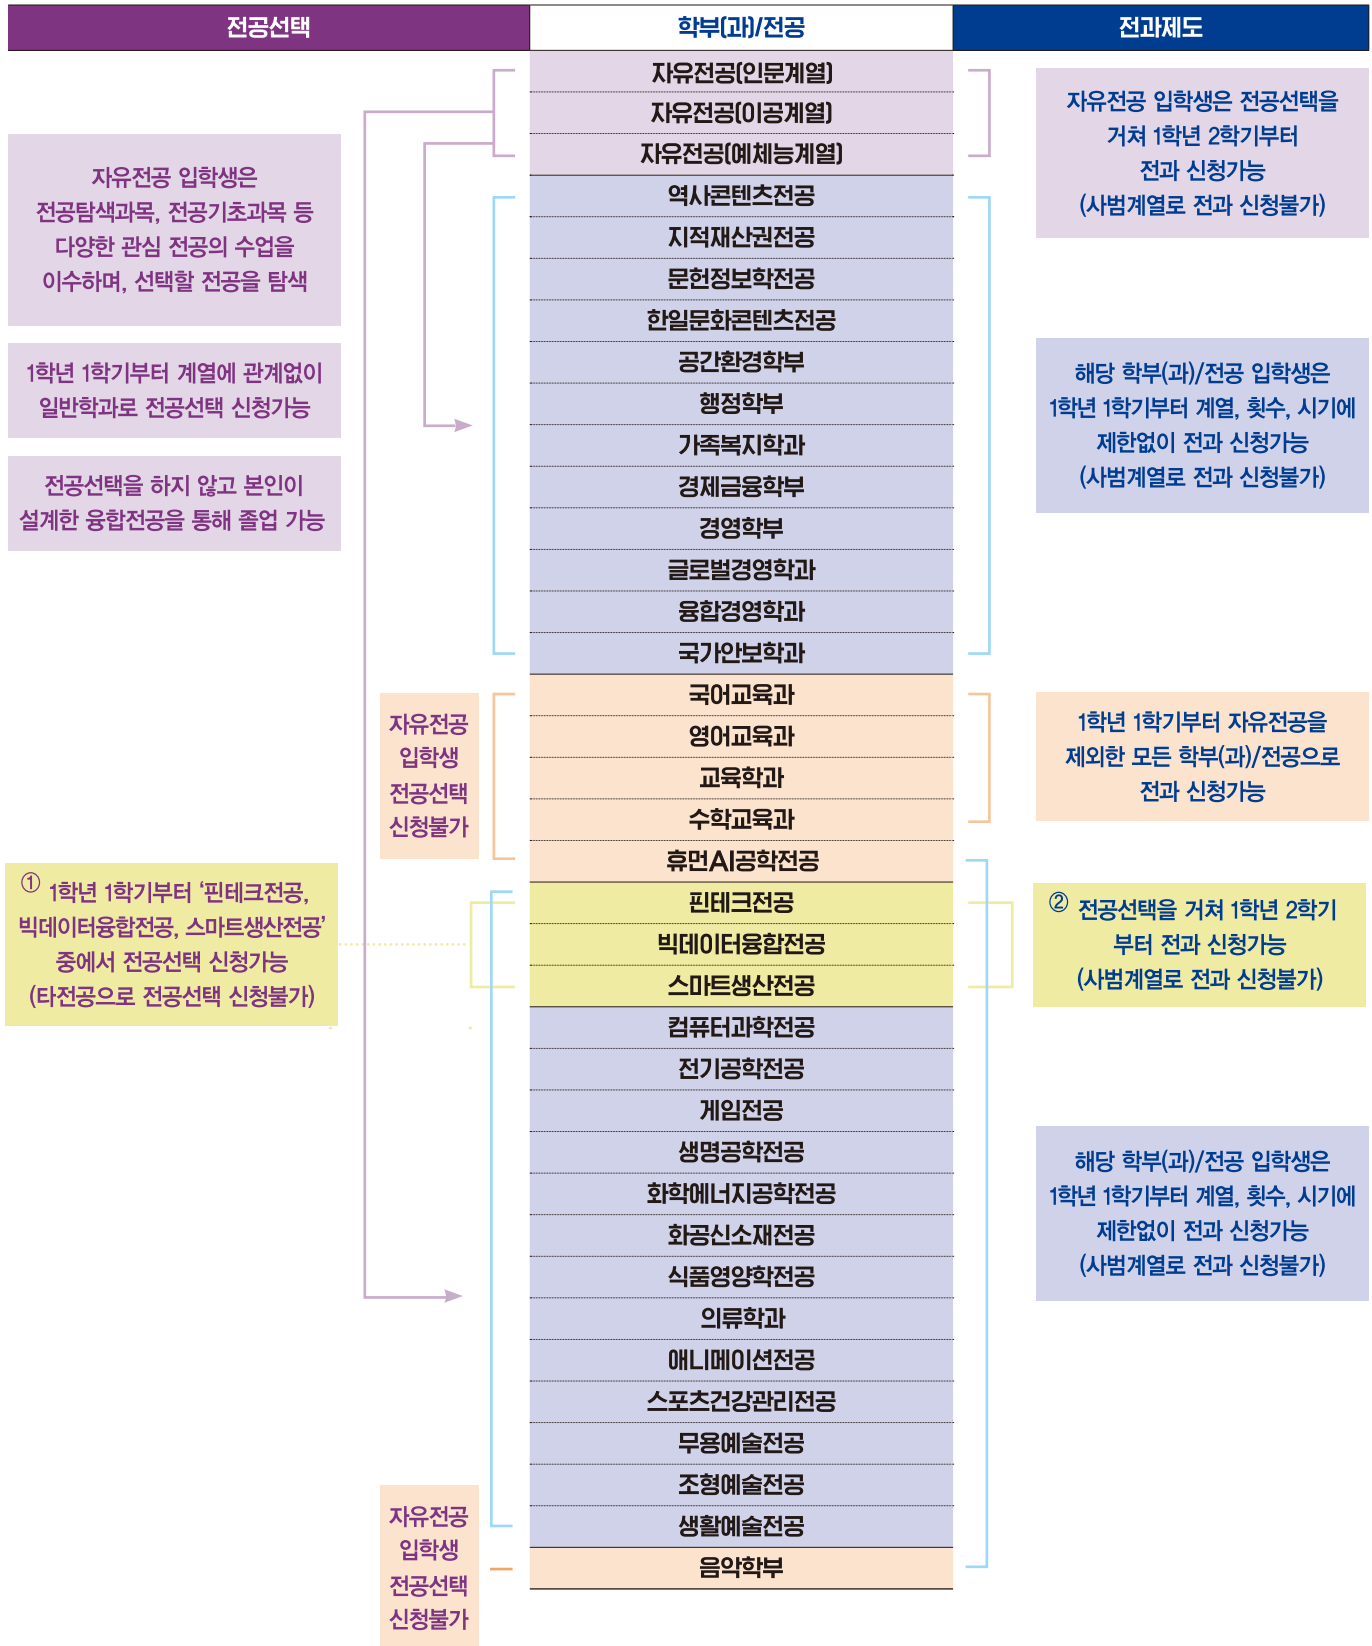 전공선택
학부(과)/전공
전과제도
자유전공 입학생은
전공탐색과목, 전공기초과목 등
다양한 관심 전공의 수업을
이수하며, 선택할 전공을 탐색
1학년 1학기부터 계열에 관계없이
일반학과로 전공선택 신청가능
전공선택을 하지 않고 본인이
설계한 융합전공을 통해 졸업 가능
자유전공
입학생
전공선택
신청불가
① 1학년 1학기부터 ‘핀테크전공,
빅데이터융합전공, 스마트생산전공’
중에서 전공선택 신청가능
(타전공으로 전공선택 신청불가)
자유전공
입학생
전공선택
신청불가
자유전공(인문계열)
자유전공(이공계열)
자유전공(예체능계열)
역사콘텐츠전공
지적재산권전공
문헌정보학전공
한일문화콘텐츠전공
공간환경학부
행정학부
가족복지학과
경제금융학부
경영학부
글로벌경영학과
융합경영학과
국가안보학과
국어교육과
영어교육과
교육학과
수학교육과
휴먼AI공학전공
핀테크전공
빅데이터융합전공
스마트생산전공
컴퓨터과학전공
전기공학전공
게임전공
생명공학전공
화학에너지공학전공
화공신소재전공
식품영양학전공
의류학과
애니메이션전공
스포츠건강관리전공
무용예술전공
조형예술전공
생활예술전공
음악학부
자유전공 입학생은 전공선택을
거쳐 1학년 2학기부터
전과 신청가능
(사범계열로 전과 신청불가)
해당 학부(과)/전공 입학생은
1학년 1학기부터 계열, 횟수, 시기에
제한없이 전과 신청가능
(사범계열로 전과 신청불가)
1학년 1학기부터 자유전공을
제외한 모든 학부(과)/전공으로
전과 신청가능
② 전공선택을 거쳐 1학년 2학기
부터 전과 신청가능
(사범계열로 전과 신청불가)
해당 학부(과)/전공 입학생은
1학년 1학기부터 계열, 횟수, 시기에
제한없이 전과 신청가능
(사범계열로 전과 신청불가)